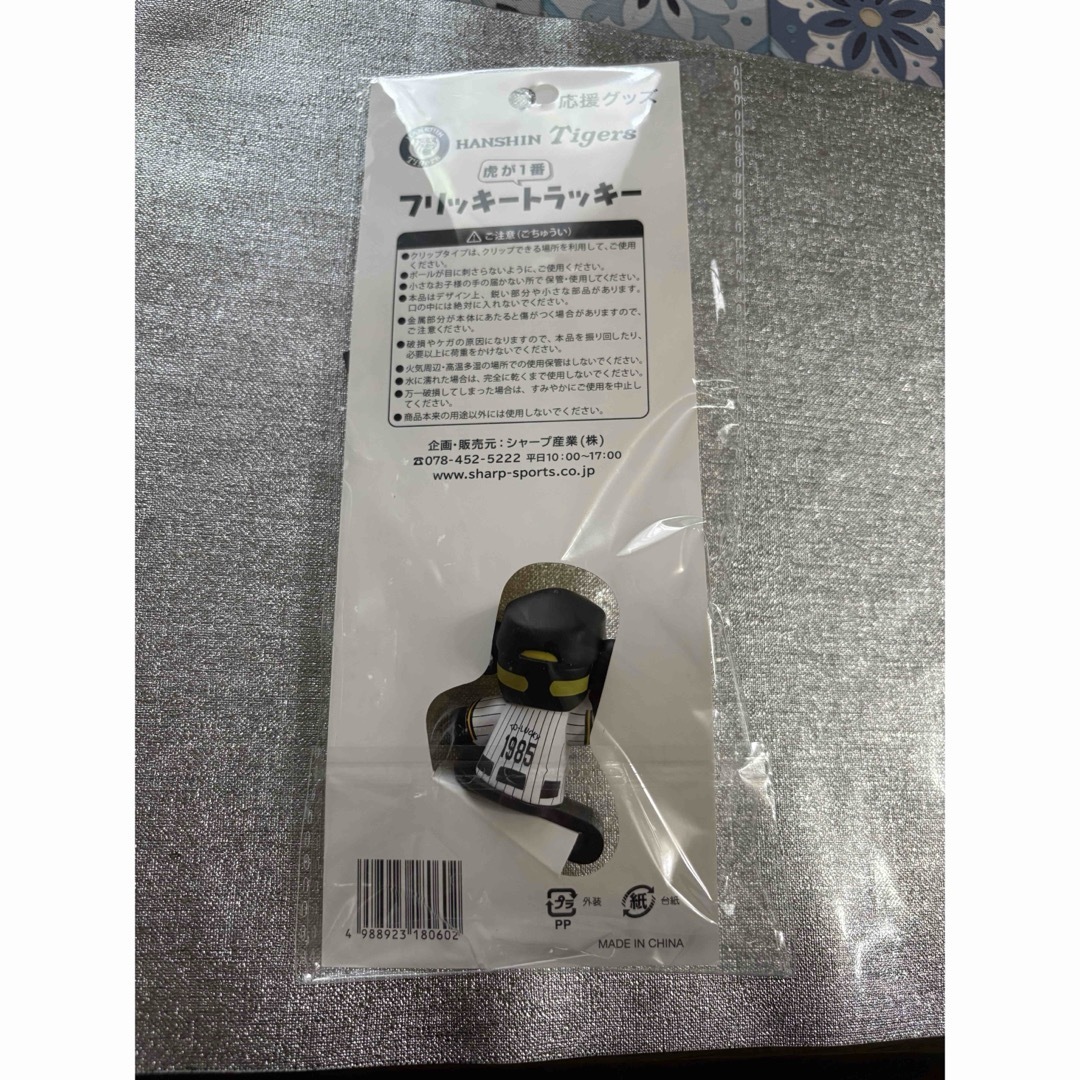 応援グッズ
HANSHIN Tigers
虎が1番
フリッキートラッキー
ご注意(ごちゅうい)
●クリップタイプは、クリップできる場所を利用して、ご使用
ください。
●ボールが目に刺さらないように、ご使用ください。
●小さなお子様の手の届かない所で保管・使用してください。
●本品はデザイン上、鋭い部分や小さな部品があります。
口の中には絶対に入れないでください。
●金属部分が本体にあたると傷がつく場合がありますので、
ご注意ください。
●破損やケガの原因になりますので、本品を振り回したり、
必要以上に荷重をかけないでください。
●火気周辺・高温多湿の場所での使用保管はしないでください。
●水に濡れた場合は、完全に乾くまで使用しないでください。
●万一破損してしまった場合は、すみやかにご使用を中止し
てください。
●商品本来の用途以外には使用しないでください。
企画・販売元:シャープ産業(株)
☎078-452-5222 平日10:00~17:00
www.sharp-sports.co.jp
TO-LUCKY
1985
4 988923 180602
プラ 外装
PP
紙 台紙
MADE IN CHINA